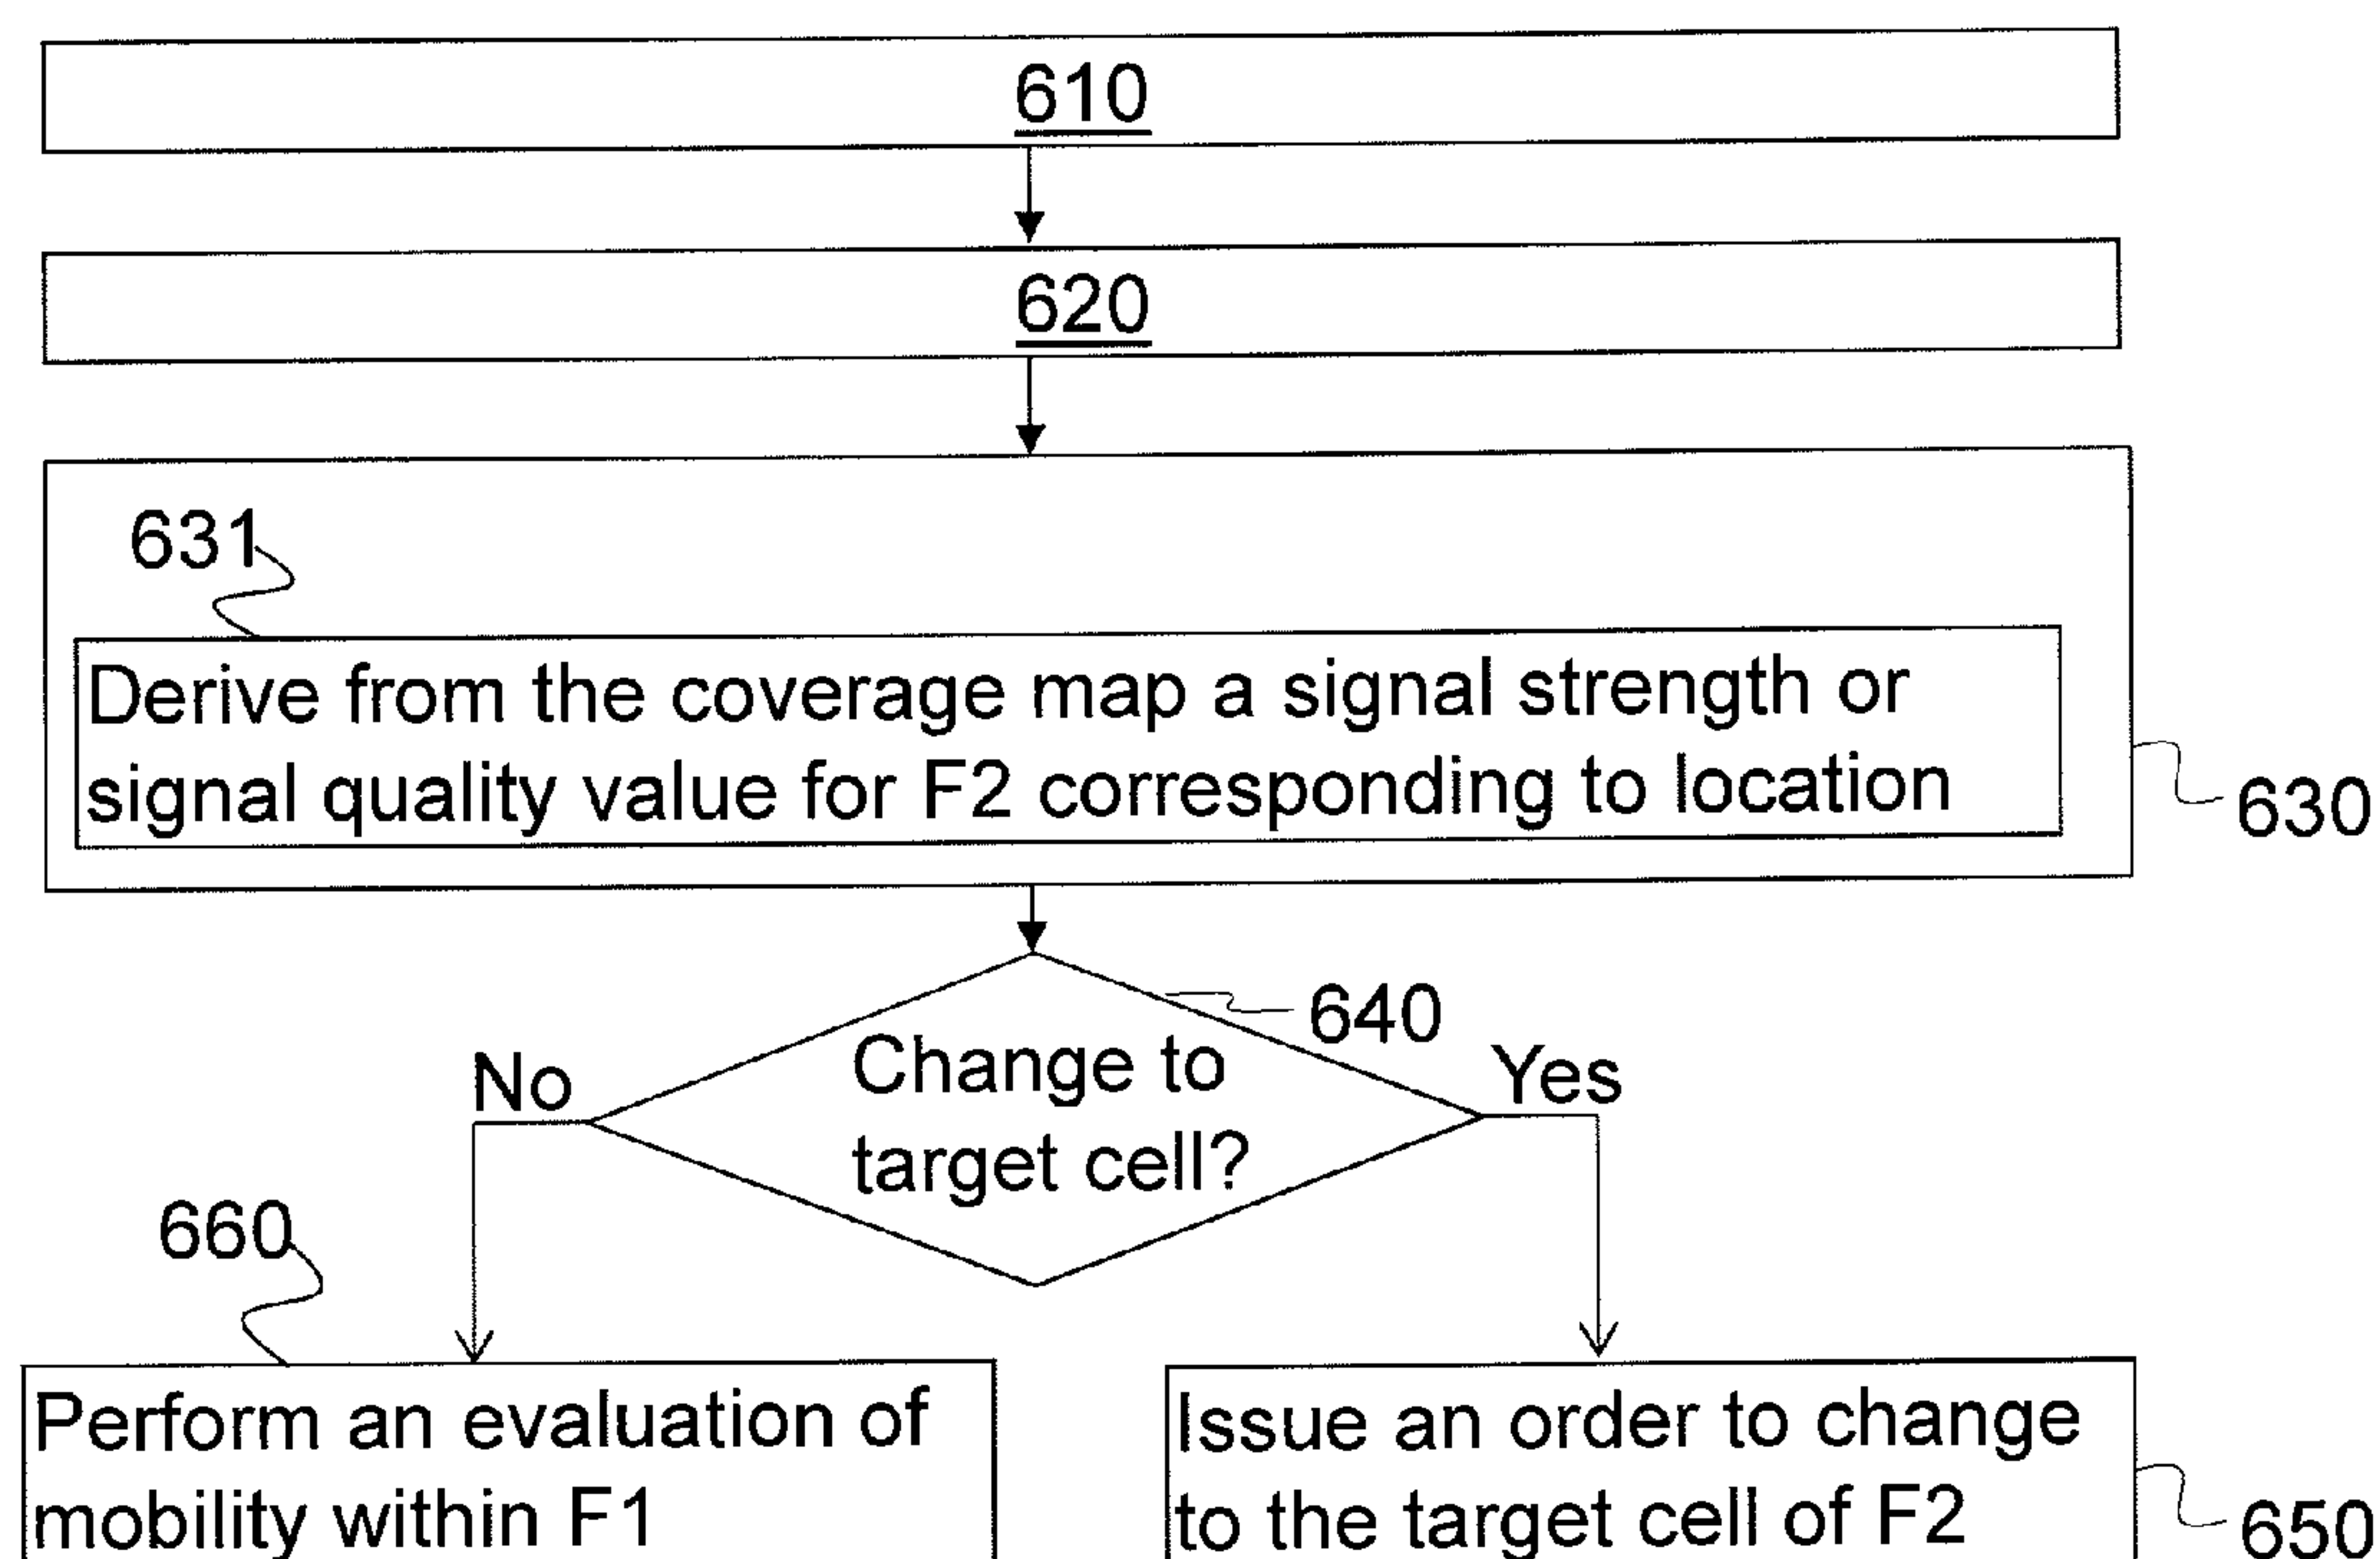 610
620
631
Derive from the coverage map a signal strength or
signal quality value for F2 corresponding to location
630
640
Change to
target cell?
No
Yes
660
Perform an evaluation of
mobility within F1
Issue an order to change
to the target cell of F2
650